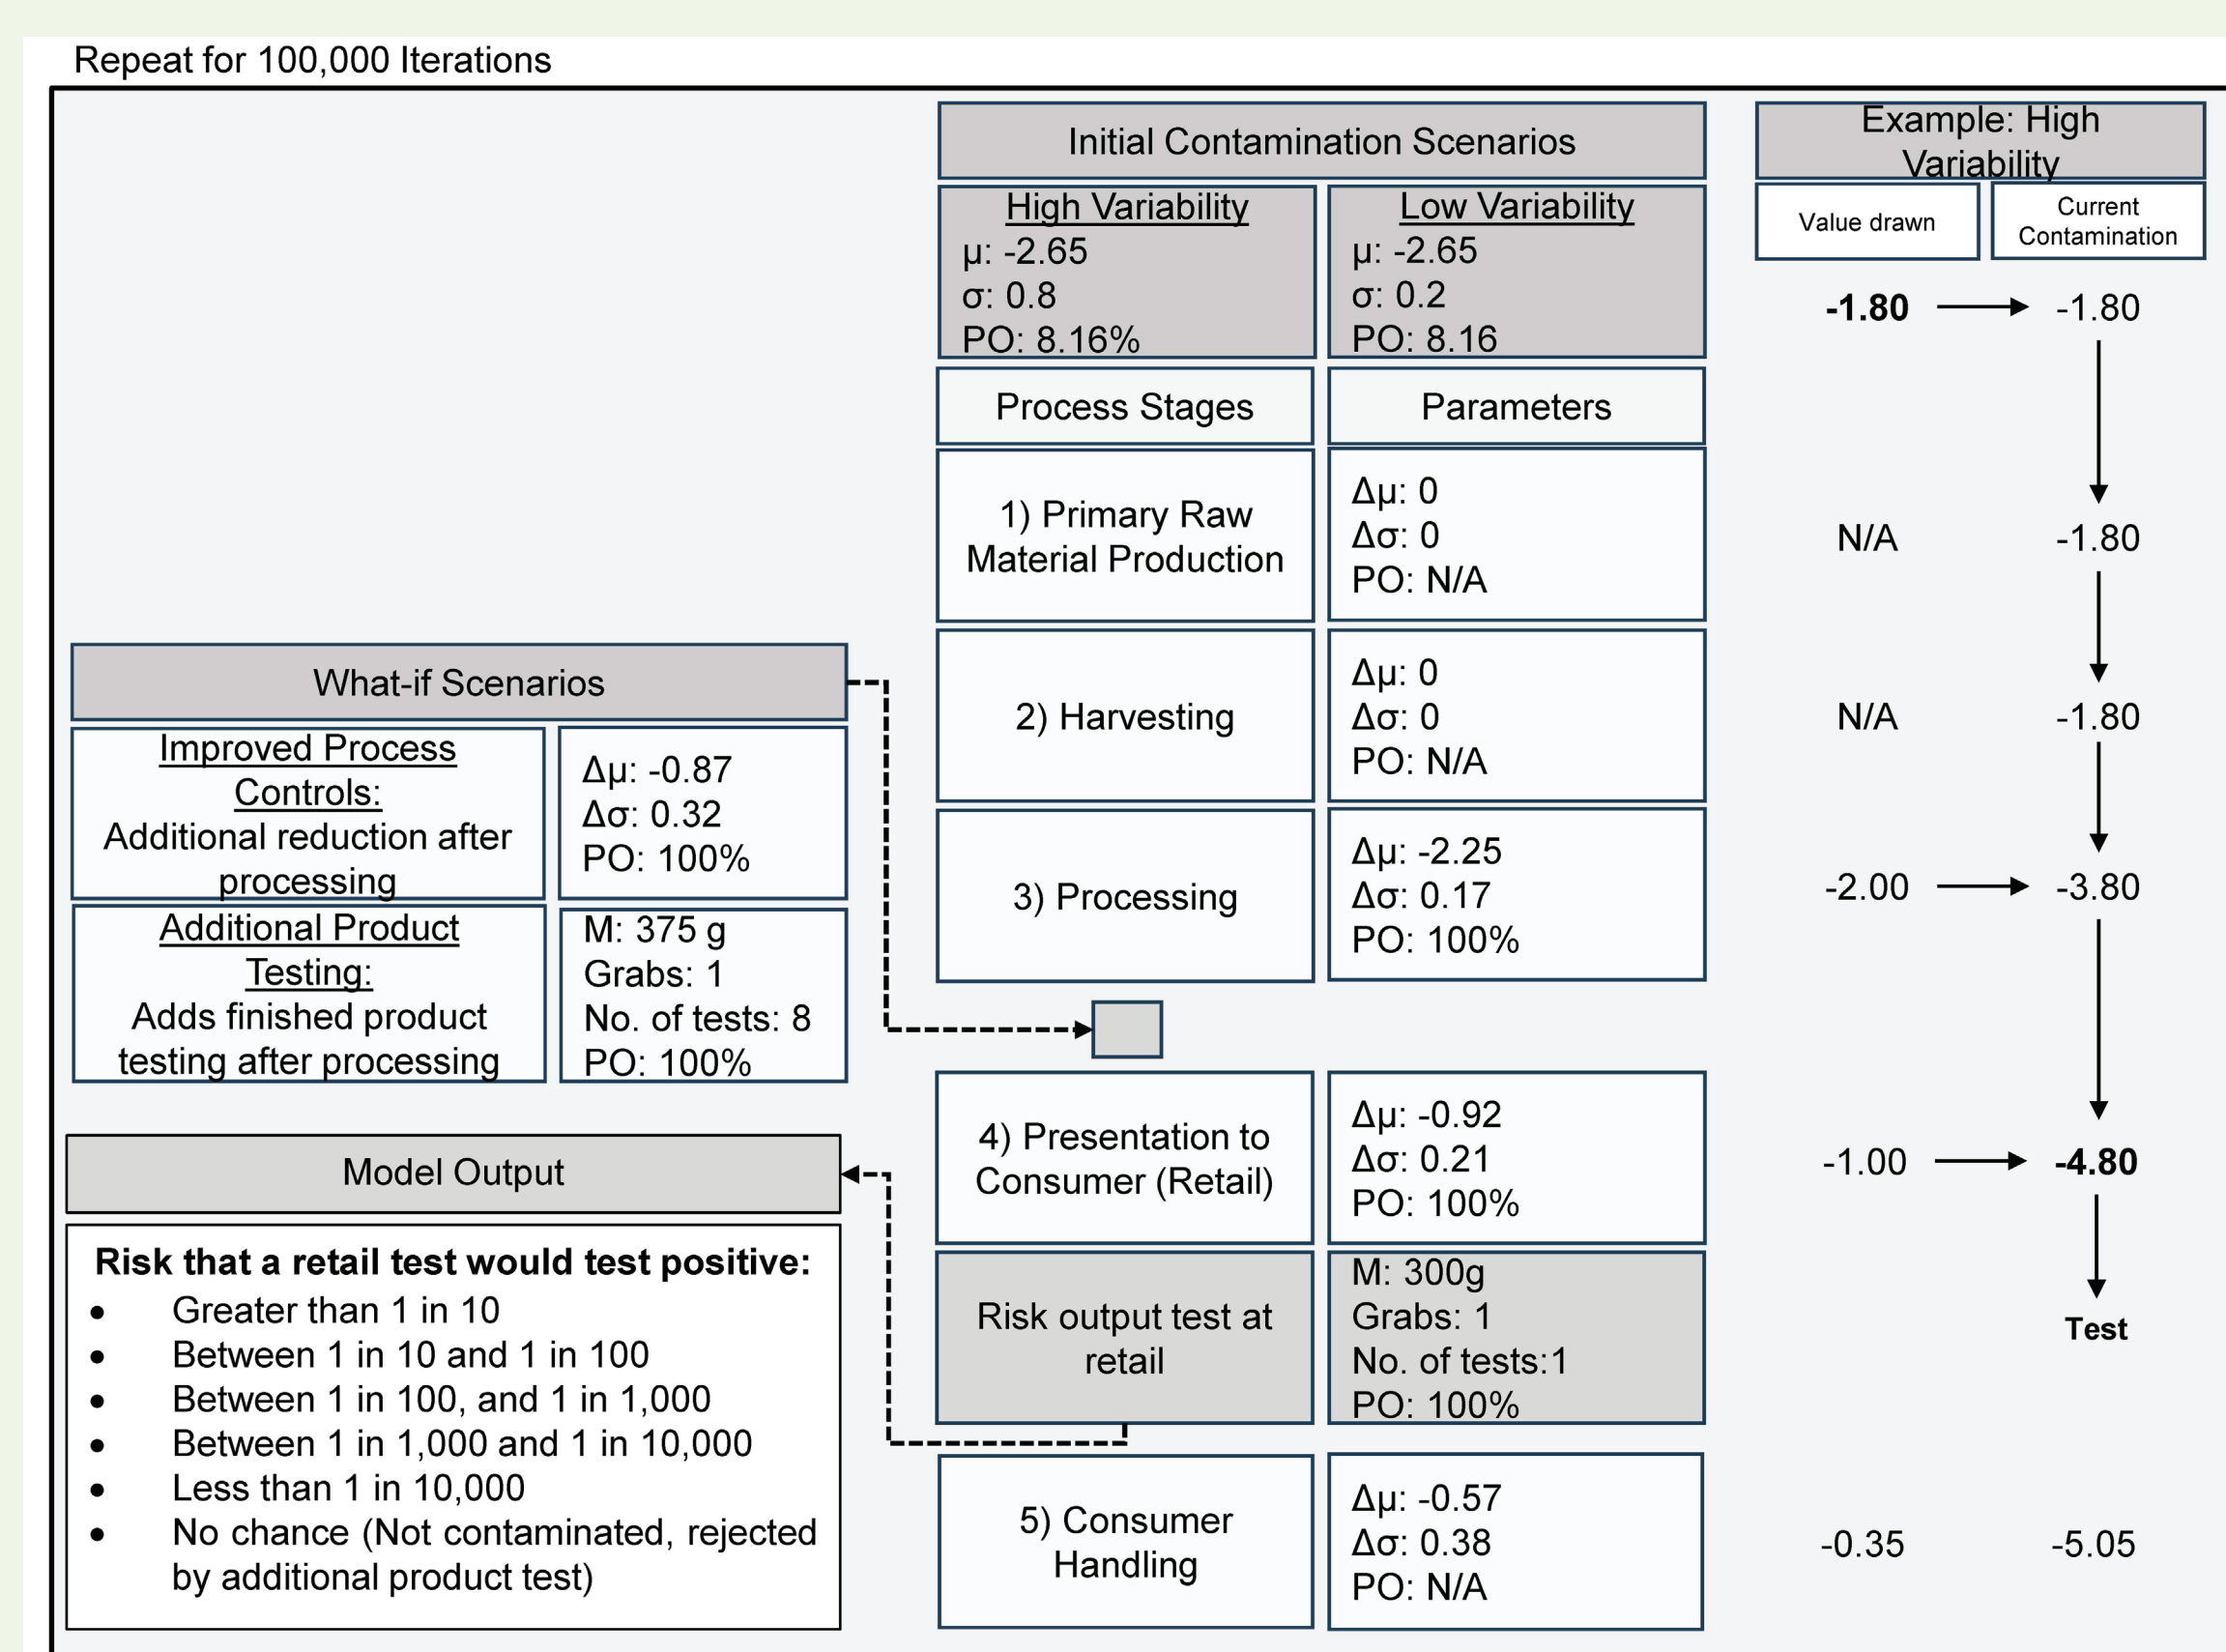 Repeat for 100,000 Iterations
Initial Contamination Scenarios
High Variability
μ: -2.65
σ: 0.8
PO: 8.16%
Low Variability
μ: -2.65
σ: 0.2
PO: 8.16
Process Stages
Parameters
1) Primary Raw
Material Production
Δμ: 0
Δσ: 0
PO: N/A
2) Harvesting
Δμ: 0
Δσ: 0
PO: N/A
3) Processing
Δμ: -2.25
Δσ: 0.17
PO: 100%
4) Presentation to
Consumer (Retail)
Δμ: -0.92
Δσ: 0.21
PO: 100%
Risk output test at
retail
M: 300g
Grabs: 1
No. of tests:1
PO: 100%
5) Consumer
Handling
Δμ: -0.57
Δσ: 0.38
PO: N/A
What-if Scenarios
Improved Process
Controls:
Additional reduction after
processing
Δμ: -0.87
Δσ: 0.32
PO: 100%
Additional Product
Testing:
Adds finished product
testing after processing
M: 375 g
Grabs: 1
No. of tests: 8
PO: 100%
Model Output
Risk that a retail test would test positive:
• Greater than 1 in 10
• Between 1 in 10 and 1 in 100
• Between 1 in 100, and 1 in 1,000
• Between 1 in 1,000 and 1 in 10,000
• Less than 1 in 10,000
• No chance (Not contaminated, rejected
by additional product test)
Example: High
Variability
Value drawn
Current
Contamination
-1.80 -1.80
N/A -1.80
N/A -1.80
-2.00 -3.80
-1.00 -4.80
Test
-0.35 -5.05